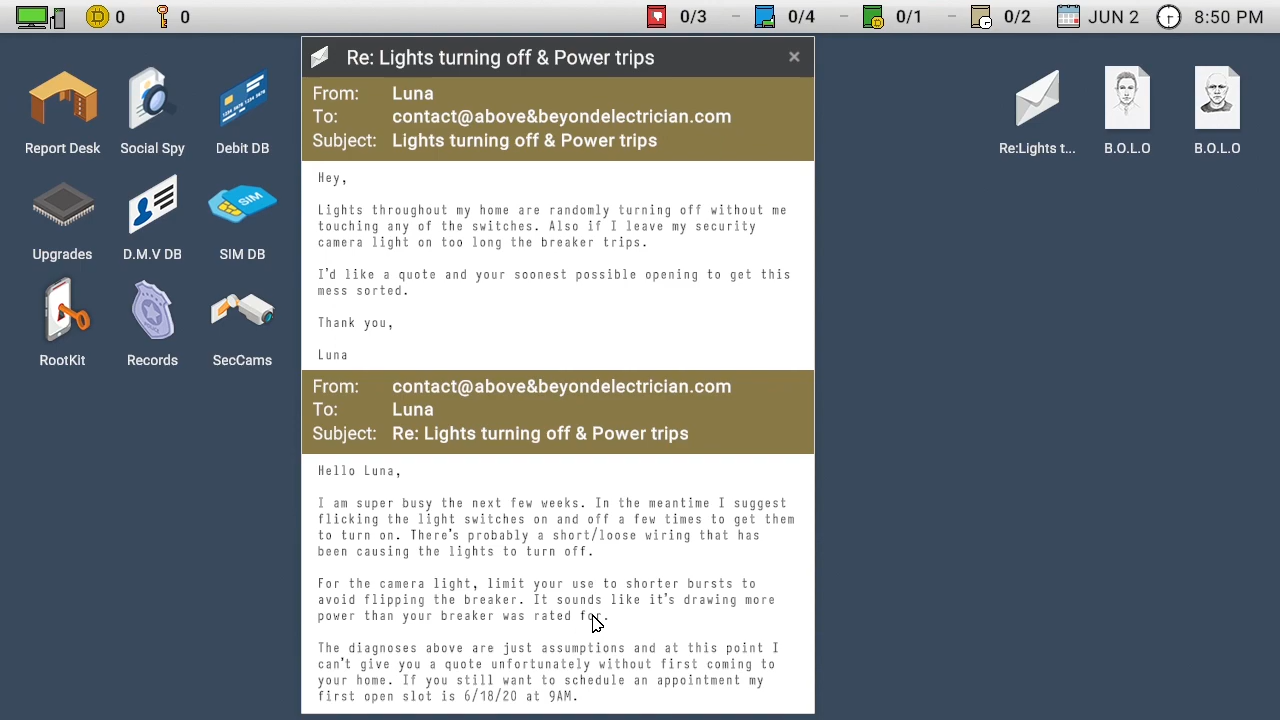 0
0
0/3
0/4
0/1
0/2
JUN 2
8:50 PM
Report Desk
Social Spy
Debit DB
Upgrades
D.M.V DB
SIM DB
RootKit
Records
SecCams
Re: Lights turning off & Power trips
From: Luna
To: contact@above&beyondelectrician.com
Subject: Lights turning off & Power trips
Hey,
Lights throughout my home are randomly turning off without me
touching any of the switches. Also if I leave my security
camera light on too long the breaker trips.
I'd like a quote and your soonest possible opening to get this
mess sorted.
Thank you,
Luna
From: contact@above&beyondelectrician.com
To: Luna
Subject: Re: Lights turning off & Power trips
Hello Luna,
I am super busy the next few weeks. In the meantime I suggest
flicking the light switches on and off a few times to get them
to turn on. There's probably a short/loose wiring that has
been causing the lights to turn off.
For the camera light, limit your use to shorter bursts to
avoid flipping the breaker. It sounds like it's drawing more
power than your breaker was rated for.
The diagnoses above are just assumptions and at this point I
can't give you a quote unfortunately without first coming to
your home. If you still want to schedule an appointment my
first open slot is 6/18/20 at 9AM.
Re:Lights t...
B.O.L.O
B.O.L.O